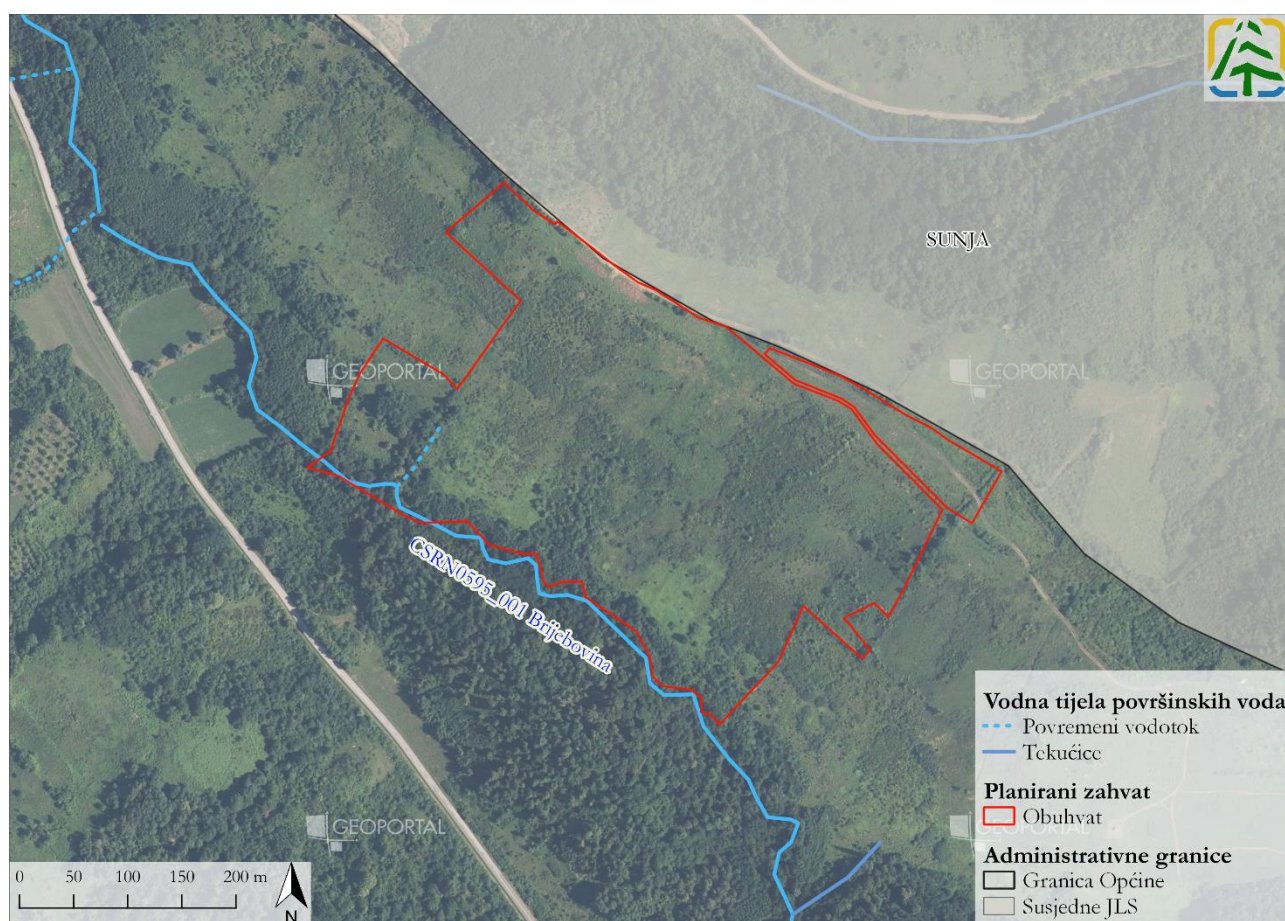 SUNJA
GEOPORTAL
GEOPORTAL
CSRN0595_001 Brijebovina
GEOPORTAL
GEOPORTAL
Vodna tijela površinskih voda
Povremeni vodotok
Tekućice
Planirani zahvat
Obuhvat
Administrativne granice
Granica Općine
Susjedne JLS
0 50 100 150 200 m
N